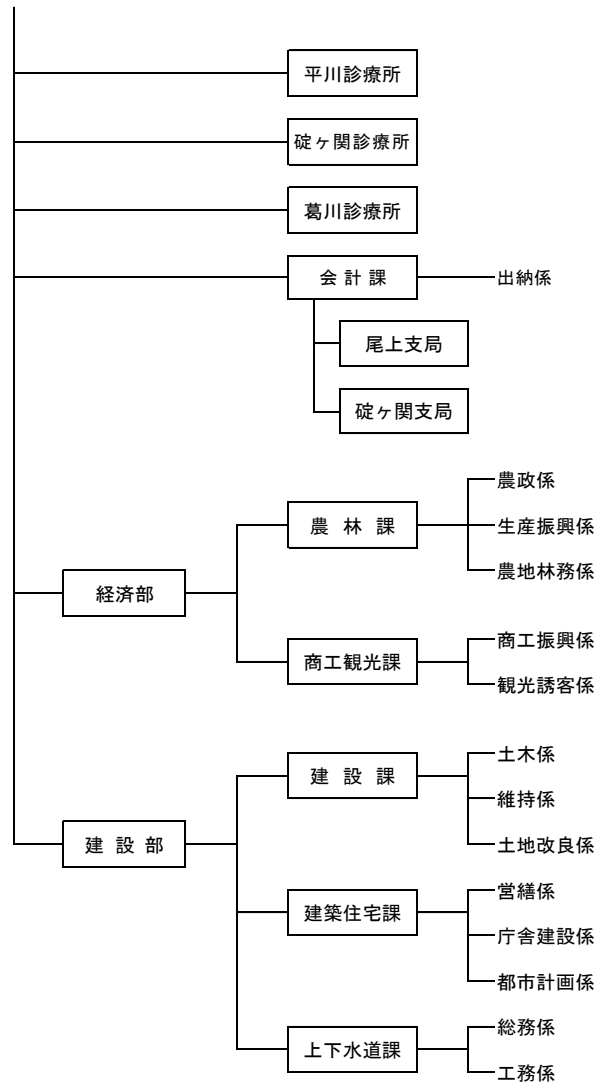 平川診療所
碇ヶ関診療所
葛川診療所
会計課
出納係
尾上支局
碇ヶ関支局
経済部
農林課
農政係
生産振興係
農地林務係
商工観光課
商工振興係
観光誘客係
建設部
建設課
土木係
維持係
土地改良係
建築住宅課
営繕係
庁舎建設係
都市計画係
上下水道課
総務係
工務係